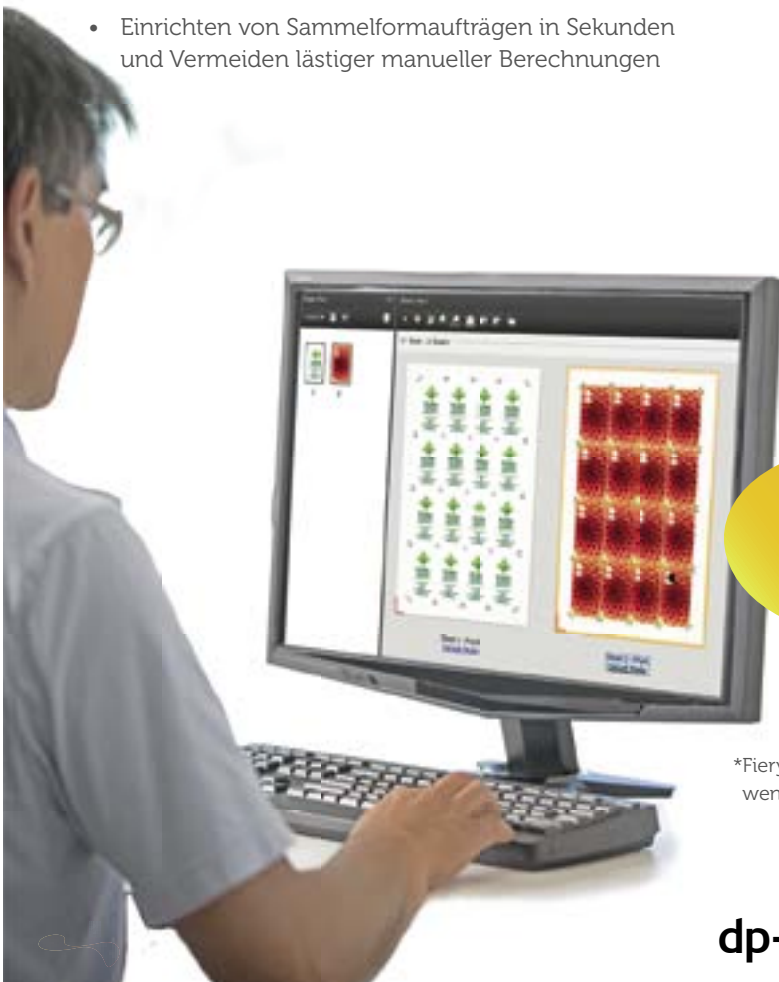 • Einrichten von Sammelformaufträgen in Sekunden
und Vermeiden lästiger manueller Berechnungen
*Fiery
wen
dp-